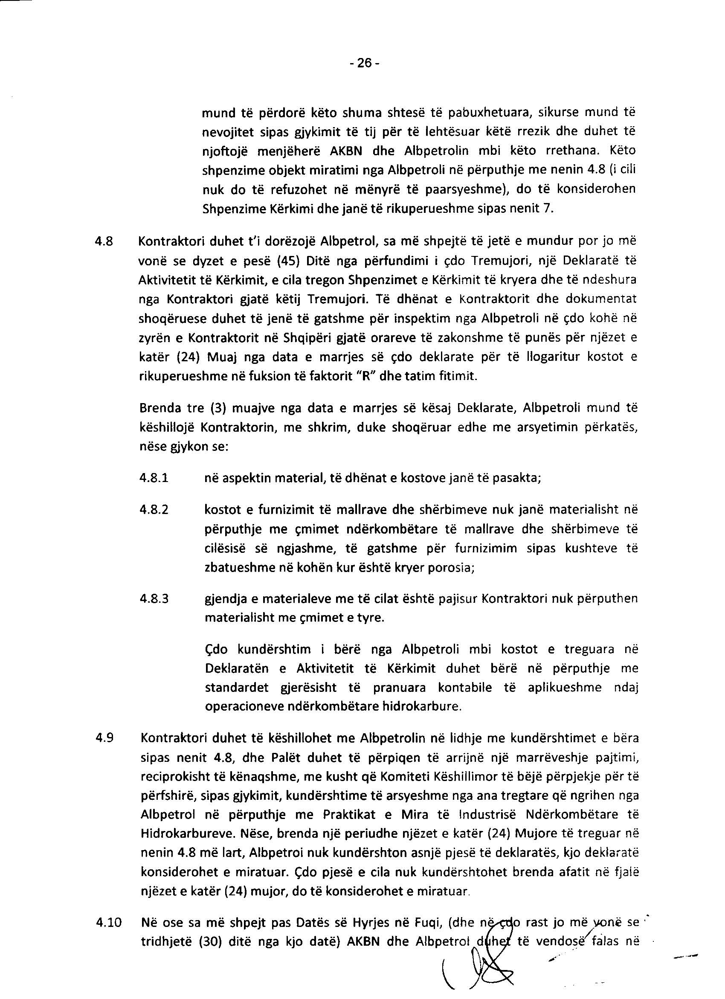 - 26 -
mund të përdorë këto shuma shtesë të pabuxhetuara, sikurse mund të
nevojitet sipas gjykimit të tij për të lehtësuar këtë rrezik dhe duhet të
njoftojë menjëherë AKBN dhe Albpetrolin mbi këto rrethana. Këto
shpenzime objekt miratimi nga Albpetroli në përputhje me nenin 4.8 (i cili
nuk do të refuzohet në mënyrë të paarsyeshme), do të konsiderohen
Shpenzime Kërkimi dhe janë të rikuperueshme sipas nenit 7.
4.8 Kontraktori duhet t'i dorëzojë Albpetrol, sa më shpejtë të jetë e mundur por jo më
vonë se dyzet e pesë (45) Ditë nga përfundimi i çdo Tremujori, një Deklaratë të
Aktivitetit të Kërkimit, e cila tregon Shpenzimet e Kërkimit të kryera dhe të ndeshura
nga Kontraktori gjatë këtij Tremujori. Të dhënat e Kontraktorit dhe dokumentat
shoqëruese duhet të jenë të gatshme për inspektim nga Albpetroli në çdo kohë në
zyrën e Kontraktorit në Shqipëri gjatë orareve të zakonshme të punës për njëzet e
katër (24) Muaj nga data e marrjes së çdo deklarate për të llogaritur kostot e
rikuperueshme në fuksion të faktorit "R" dhe tatim fitimit.
Brenda tre (3) muajve nga data e marrjes së kësaj Deklarate, Albpetroli mund të
këshillojë Kontraktorin, me shkrim, duke shoqëruar edhe me arsyetimin përkatës,
nëse gjykon se:
4.8.1 në aspektin material, të dhënat e kostove janë të pasakta;
4.8.2 kostot e furnizimit të mallrave dhe shërbimeve nuk janë materialisht në
përputhje me çmimet ndërkombëtare të mallrave dhe shërbimeve të
cilësisë së ngjashme, të gatshme për furnizimim sipas kushteve të
zbatueshme në kohën kur është kryer porosia;
4.8.3 gjendja e materialeve me të cilat është pajisur Kontraktori nuk përputhen
materialisht me çmimet e tyre.
Çdo kundërshtim i bërë nga Albpetroli mbi kostot e treguara në
Deklaratën e Aktivitetit të Kërkimit duhet bërë në përputhje me
standardet gjerësisht të pranuara kontabile të aplikueshme ndaj
operacioneve ndërkombëtare hidrokarbure.
4.9 Kontraktori duhet të këshillohet me Albpetrolin në lidhje me kundërshtimet e bëra
sipas nenit 4.8, dhe Palët duhet të përpiqen të arrijnë një marrëveshje pajtimi,
reciprokisht të kënaqshme, me kusht që Komiteti Këshillimor të bëjë përpjekje për të
përfshirë, sipas gjykimit, kundërshtime të arsyeshme nga ana tregtare që ngrihen nga
Albpetrol në përputhje me Praktikat e Mira të Industrisë Ndërkombëtare të
Hidrokarbureve. Nëse, brenda një periudhe njëzet e katër (24) Mujore të treguar në
nenin 4.8 më lart, Albpetrol nuk kundërshton asnjë pjesë të deklaratës, kjo deklaratë
konsiderohet e miratuar. Çdo pjesë e cila nuk kundërshtohet brenda afatit në fjalë
njëzet e katër (24) mujor, do të konsiderohet e miratuar.
4.10 Në ose sa më shpejt pas Datës së Hyrjes në Fuqi, (dhe në çdo rast jo më vonë se
tridhjetë (30) ditë nga kjo datë) AKBN dhe Albpetrol duhet të vendosë falas në